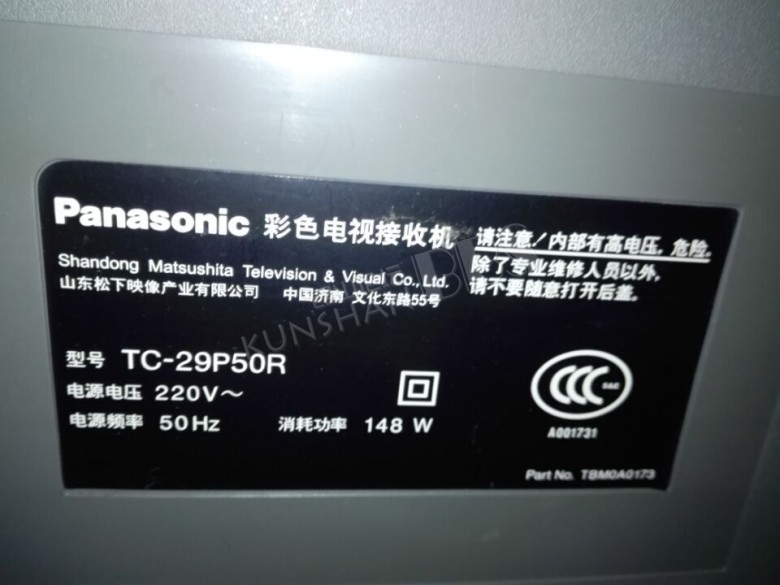 Panasonic 彩色电视接收机
Shandong Matsushita Television & Visual Co., Ltd.
山东松下映像产业有限公司 中国济南 文化东路55号
请注意!内部有高电压,危险.
除了专业维修人员以外,
请不要随意打开后盖.
型号 TC-29P50R
电源电压 220V~
电源频率 50Hz 消耗功率 148 W
CCC S&E
A001731
Part No. TBM0A0173
KUNSHAN